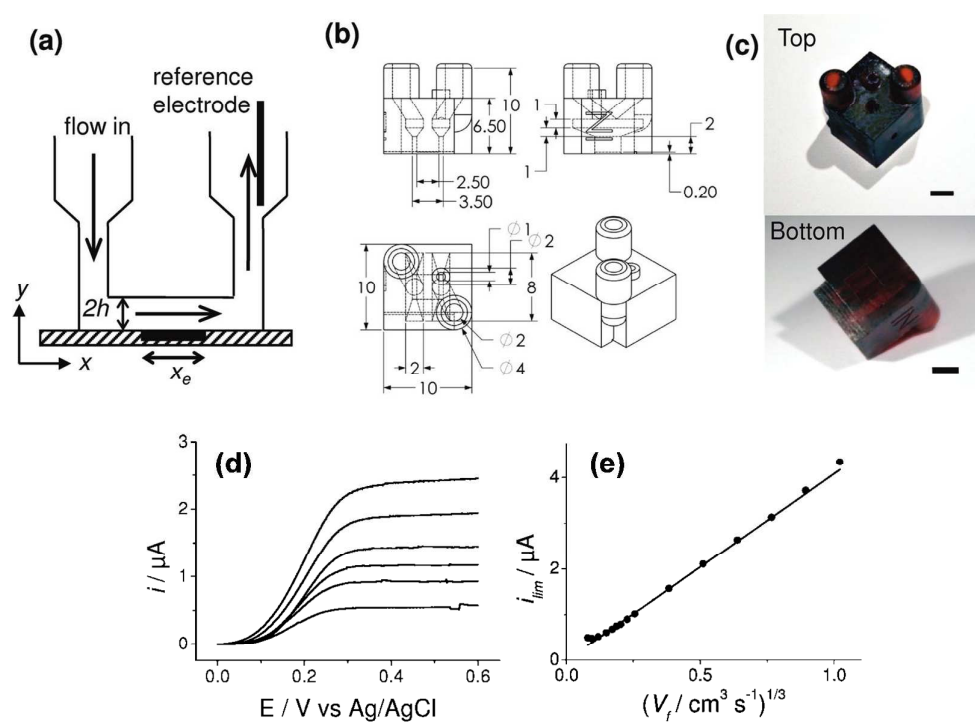 (a)
reference
electrode
flow in
2h
y
x
x_e
(b)
10
6.50
2.50
3.50
1
1
2
0.20
∅1
∅2
10
8
2
∅2
∅4
10
(c)
Top
Bottom
(d)
3
2
1
0
0.0 0.2 0.4 0.6
i / µA
E / V vs Ag/AgCl
(e)
4
2
0
0.0 0.5 1.0
i_lim / µA
(V_f / cm³ s⁻¹)^1/3